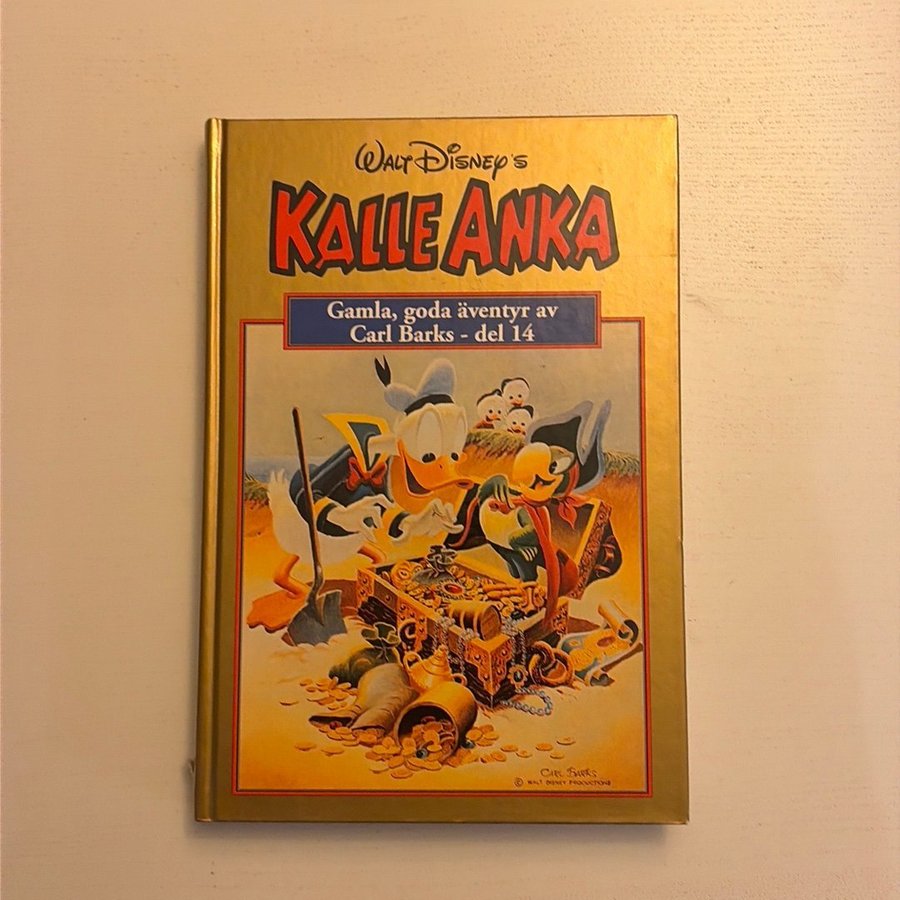 Walt Disney's
KALLE ANKA
Gamla, goda äventyr av
Carl Barks - del 14
CARL BARKS
© WALT DISNEY PRODUCTIONS